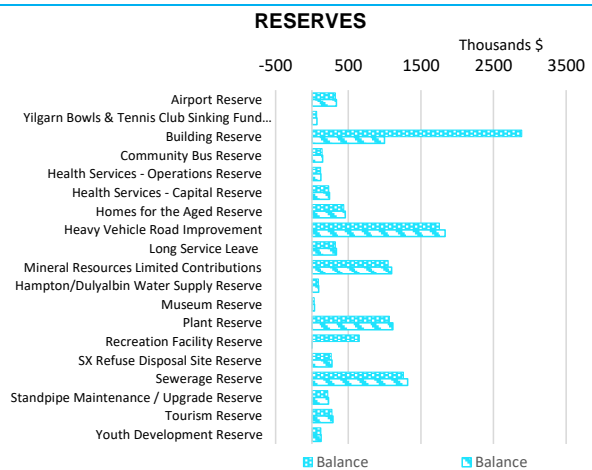 RESERVES
Thousands $
-500 500 1500 2500 3500
Airport Reserve
Yilgarn Bowls & Tennis Club Sinking Fund...
Building Reserve
Community Bus Reserve
Health Services - Operations Reserve
Health Services - Capital Reserve
Homes for the Aged Reserve
Heavy Vehicle Road Improvement
Long Service Leave
Mineral Resources Limited Contributions
Hampton/Dulyalbin Water Supply Reserve
Museum Reserve
Plant Reserve
Recreation Facility Reserve
SX Refuse Disposal Site Reserve
Sewerage Reserve
Standpipe Maintenance / Upgrade Reserve
Tourism Reserve
Youth Development Reserve
Balance Balance